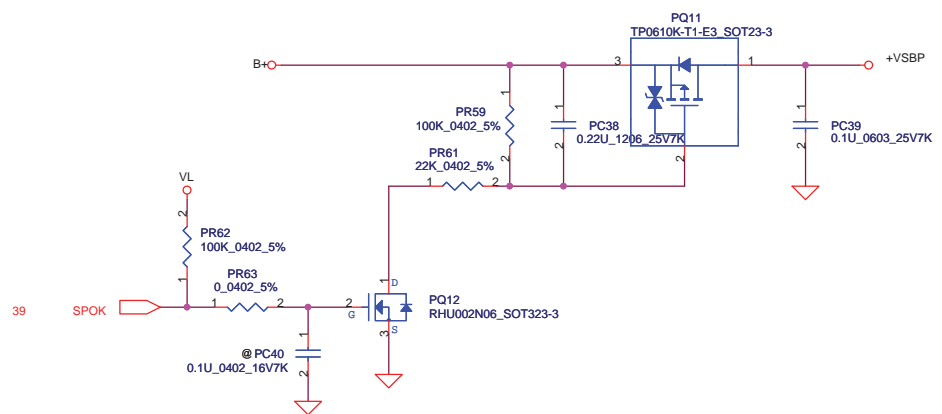 PQ11
TP0610K-T1-E3_SOT23-3
B+
3
1
+VSBP
1
PR59
100K_0402_5%
2
1
PC38
0.22U_1206_25V7K
2
2
1
PC39
0.1U_0603_25V7K
2
PR61
22K_0402_5%
1
2
VL
2
PR62
100K_0402_5%
1
PR63
0_0402_5%
39
SPOK
1
2
2
G
1
D
S
3
PQ12
RHU002N06_SOT323-3
1
@ PC40
0.1U_0402_16V7K
2